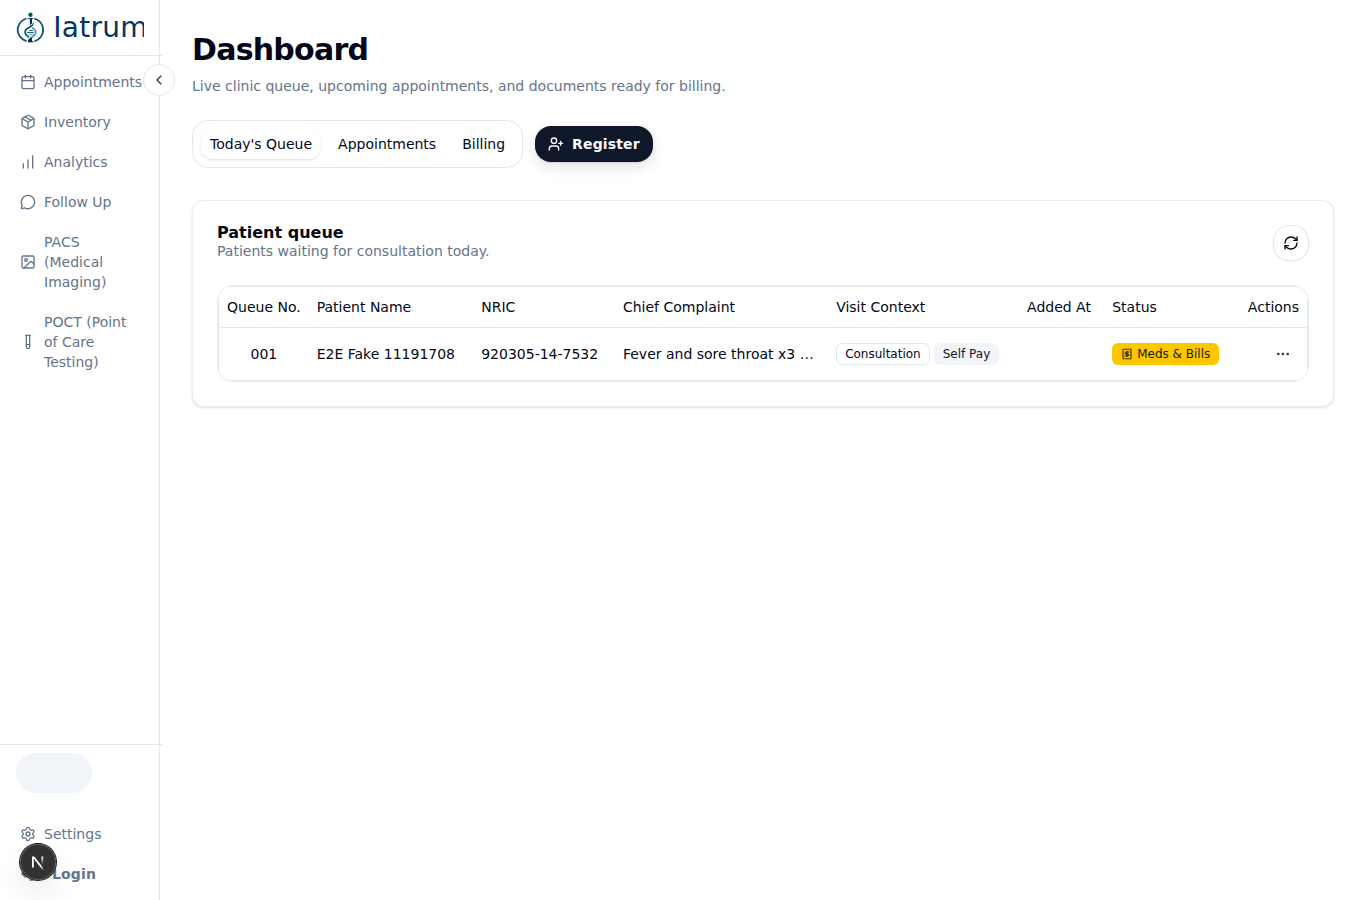 Iatrum
Appointments
Inventory
Analytics
Follow Up
PACS
(Medical
Imaging)
POCT (Point
of Care
Testing)
Settings
Login
N
Dashboard
Live clinic queue, upcoming appointments, and documents ready for billing.
Today's Queue Appointments Billing Register
Patient queue
Patients waiting for consultation today.
Queue No. Patient Name NRIC Chief Complaint Visit Context Added At Status Actions
001 E2E Fake 11191708 920305-14-7532 Fever and sore throat x3 ... Consultation Self Pay Meds & Bills